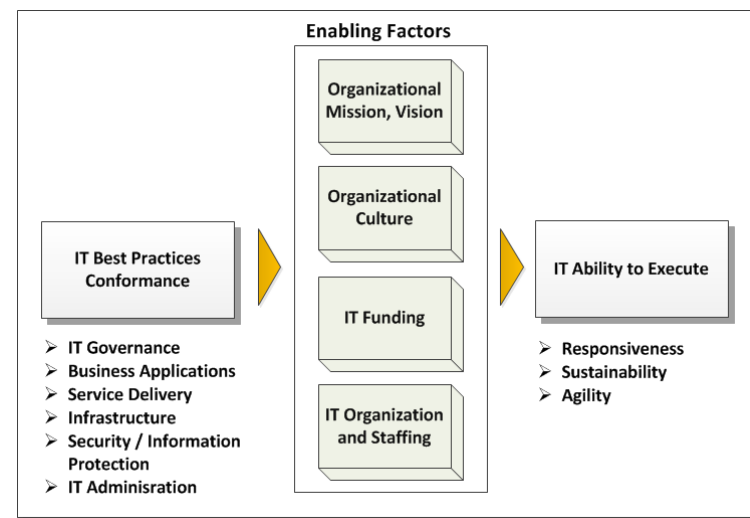 Enabling Factors
Organizational
Mission, Vision
Organizational
Culture
IT Funding
IT Organization
and Staffing
IT Best Practices
Conformance
➢ IT Governance
➢ Business Applications
➢ Service Delivery
➢ Infrastructure
➢ Security / Information
Protection
➢ IT Adminisration
IT Ability to Execute
➢ Responsiveness
➢ Sustainability
➢ Agility